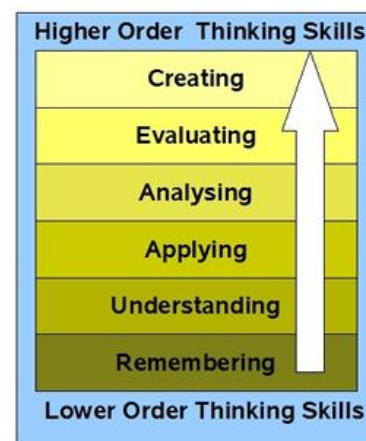 Higher Order Thinking Skills
Creating
Evaluating
Analysing
Applying
Understanding
Remembering
Lower Order Thinking Skills